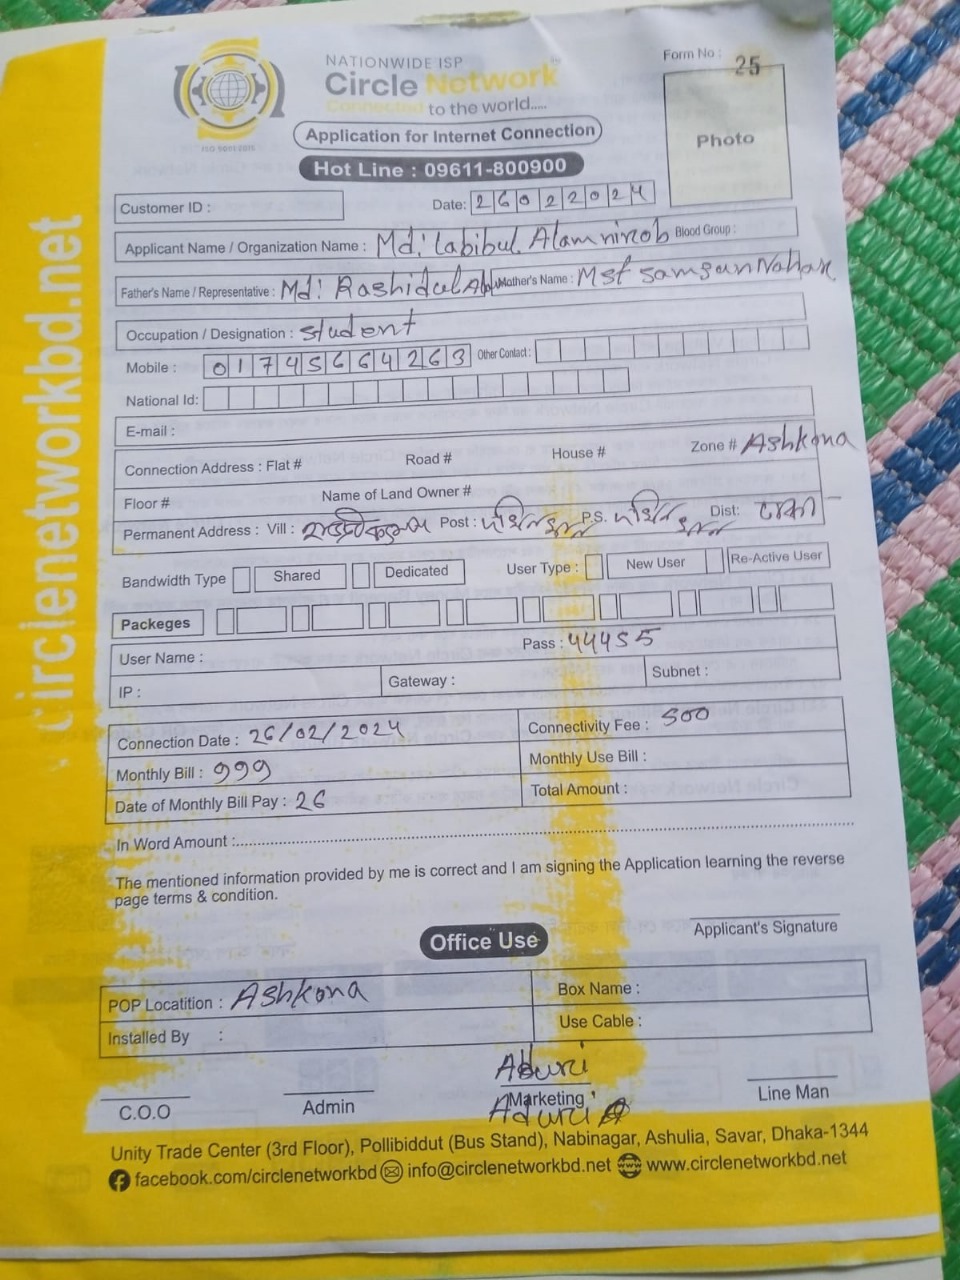 NATIONWIDE ISP
Circle Network
Connected to the world.....
ISO 9001:2015
Form No : 25
Photo
Application for Internet Connection
Hot Line : 09611-800900
Customer ID :
Date: 26022024
Applicant Name / Organization Name : Md: Labibul Alam ninob Blood Group :
Father's Name / Representative : Md: Rashidul Mother's Name : Mst Samsun Nahar
Occupation / Designation : student
Mobile : 01745664263 Other Contact :
National Id:
E-mail :
Connection Address : Flat # Road # House # Zone # Ashkona
Floor # Name of Land Owner #
Permanent Address : Vill : Post : P.S. Dist:
Bandwidth Type Shared Dedicated User Type : New User Re-Active User
Packeges
User Name : Pass : 44455
IP : Gateway : Subnet :
Connection Date : 26/02/2024 Connectivity Fee : 500
Monthly Bill : 999 Monthly Use Bill :
Date of Monthly Bill Pay : 26 Total Amount :
In Word Amount :
The mentioned information provided by me is correct and I am signing the Application learning the reverse
page terms & condition.
Applicant's Signature
Office Use
POP Locatition : Ashkona Box Name :
Installed By : Use Cable :
C.O.O Admin Marketing Line Man
Unity Trade Center (3rd Floor), Pollibiddut (Bus Stand), Nabinagar, Ashulia, Savar, Dhaka-1344
facebook.com/circlenetworkbd info@circlenetworkbd.net www.circlenetworkbd.net
circlenetworkbd.net